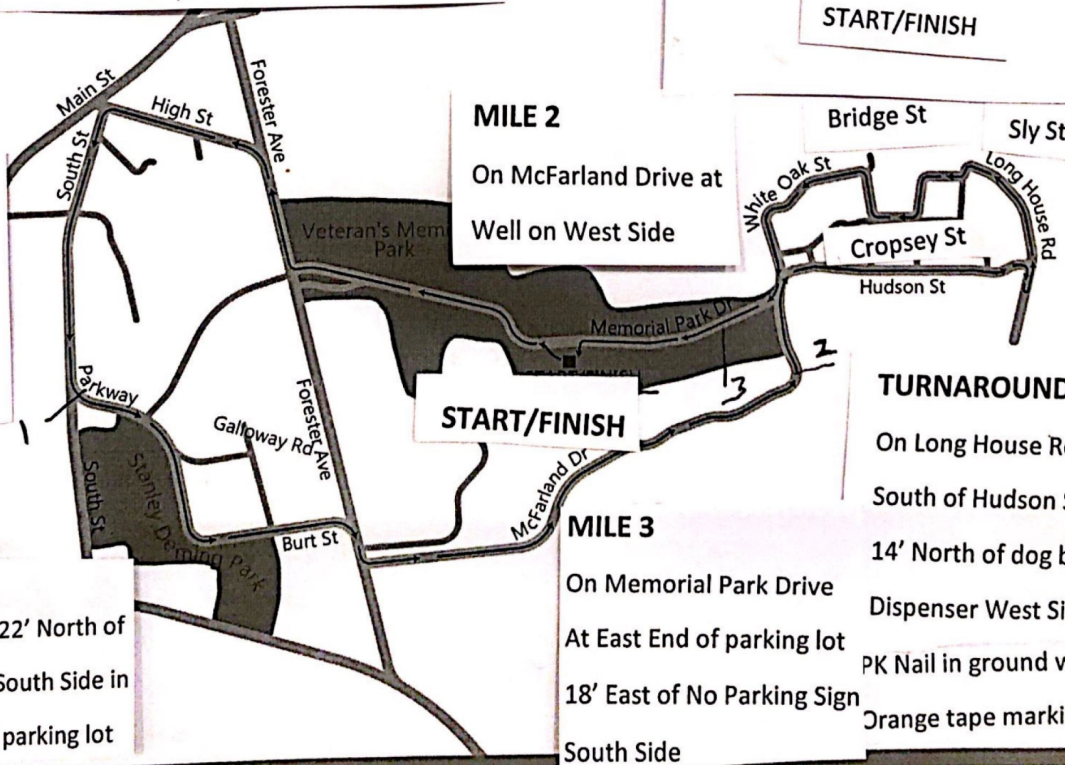 START/FINISH
Main St
High St
Forester Ave
South St
MILE 2
On McFarland Drive at
Well on West Side
Bridge St
Sly St
White Oak St
Long House Rd
Cropsey St
Hudson St
Veteran's Mem
Park
Memorial Park Dr
2
3
1
START/FINISH
Parkway
Galloway Rd
Forester Ave
South St
Stanley Deming Park
Burt St
McFarland Dr
TURNAROUND
On Long House R
South of Hudson
14' North of dog
Dispenser West Si
PK Nail in ground
Orange tape marki
MILE 3
On Memorial Park Drive
At East End of parking lot
18' East of No Parking Sign
South Side
22' North of
South Side in
parking lot